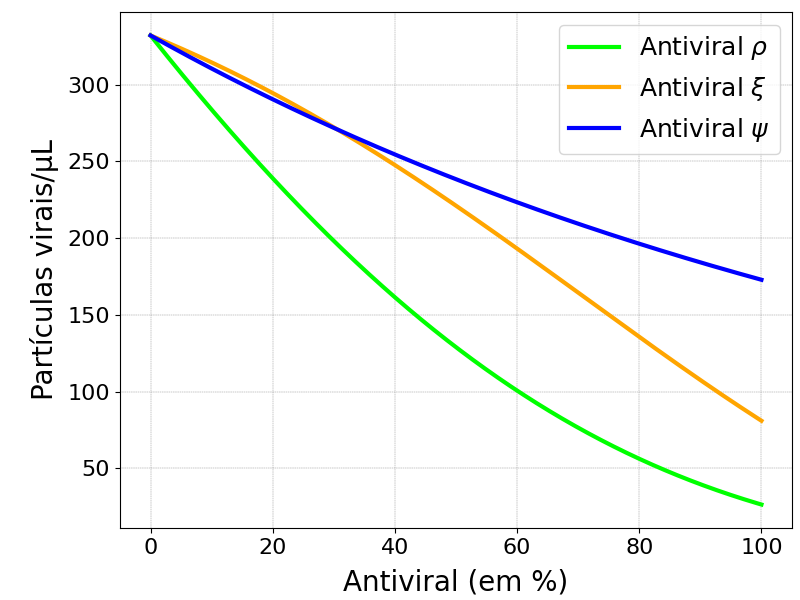 Partículas virais/μL
300
250
200
150
100
50
0 20 40 60 80 100
Antiviral (em %)
Antiviral ρ
Antiviral ξ
Antiviral ψ